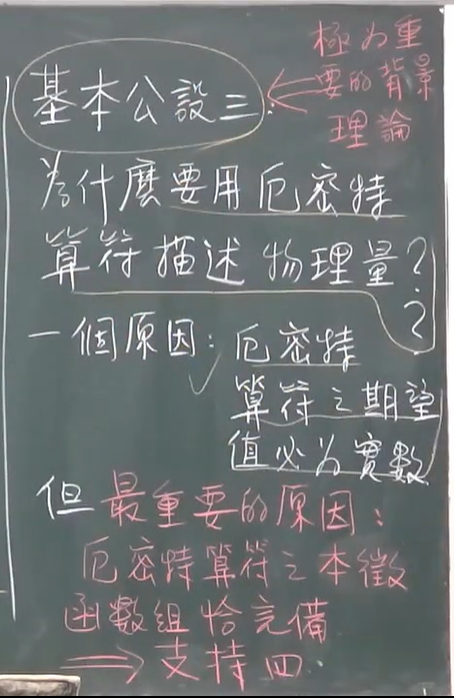 基本公設三:
極為重
要的背景
理論
為什麼要用厄密特
算符描述物理量?
?
一個原因:厄密特
算符之期望
值必為實數
但最重要的原因:
厄密特算符之本徵
函數組恰完備
⟹支持四